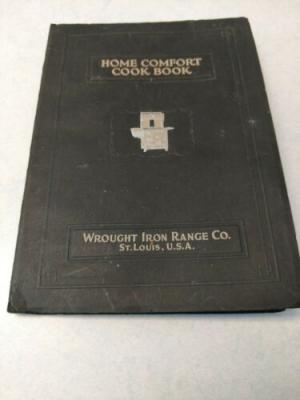 HOME COMFORT
COOK BOOK
WROUGHT IRON RANGE CO.
ST. LOUIS, U.S.A.